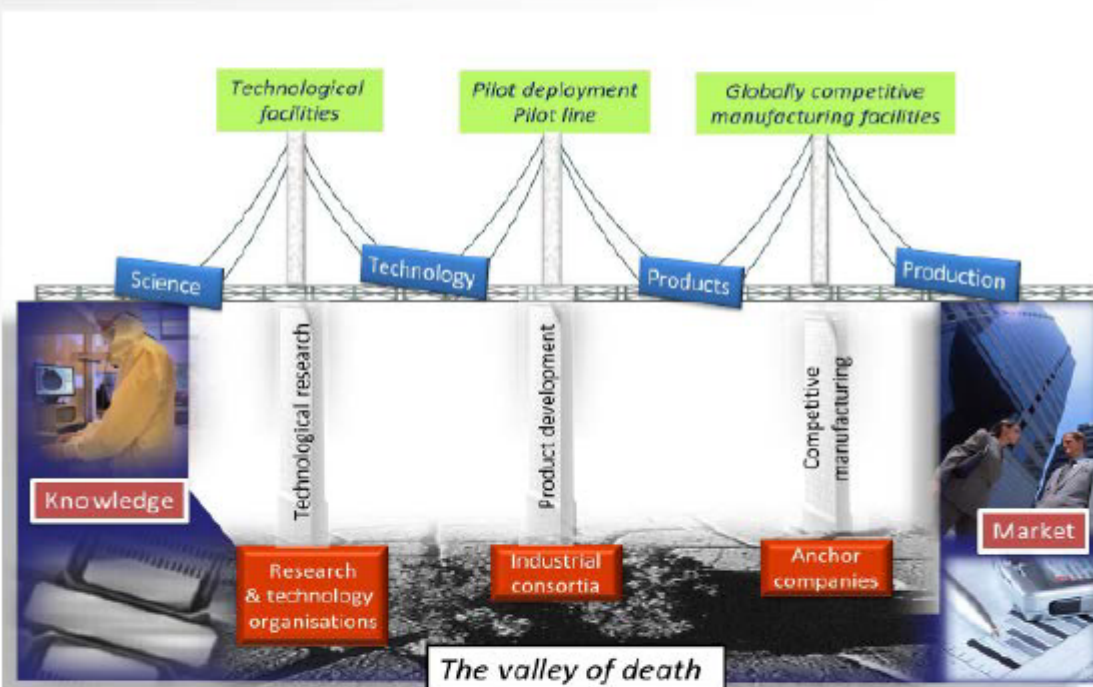 Technological
facilities
Pilot deployment
Pilot line
Globally competitive
manufacturing facilities
Science
Technology
Products
Production
Technological research
Product development
Competitive
manufacturing
Knowledge
Market
Research
& technology
organisations
Industrial
consortia
Anchor
companies
The valley of death